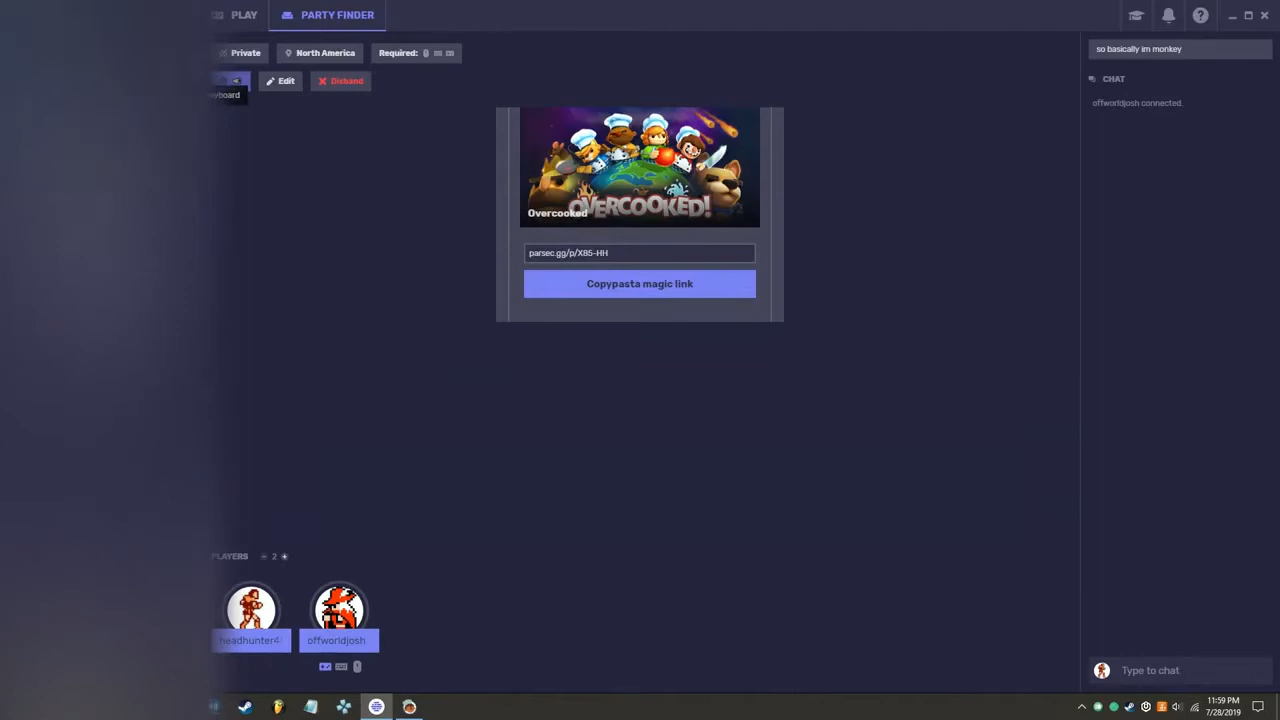 PLAY
PARTY FINDER
Private
North America
Required:
Edit
Disband
so basically im monkey
CHAT
offworldjosh connected.
OVERCOOKED!
Overcooked
parsec.gg/p/X85-HH
Copypasta magic link
PLAYERS
2
headhunter4
offworldjosh
Type to chat
11:59 PM
7/28/2019